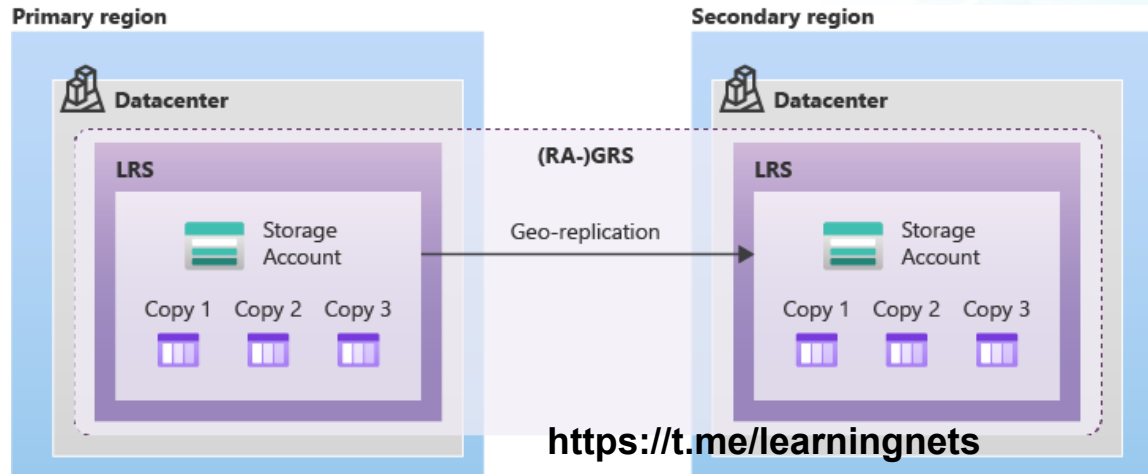 Primary region
Secondary region
Datacenter
Datacenter
(RA-)GRS
LRS
LRS
Storage
Account
Geo-replication
Storage
Account
Copy 1 Copy 2 Copy 3
Copy 1 Copy 2 Copy 3
https://t.me/learningnets